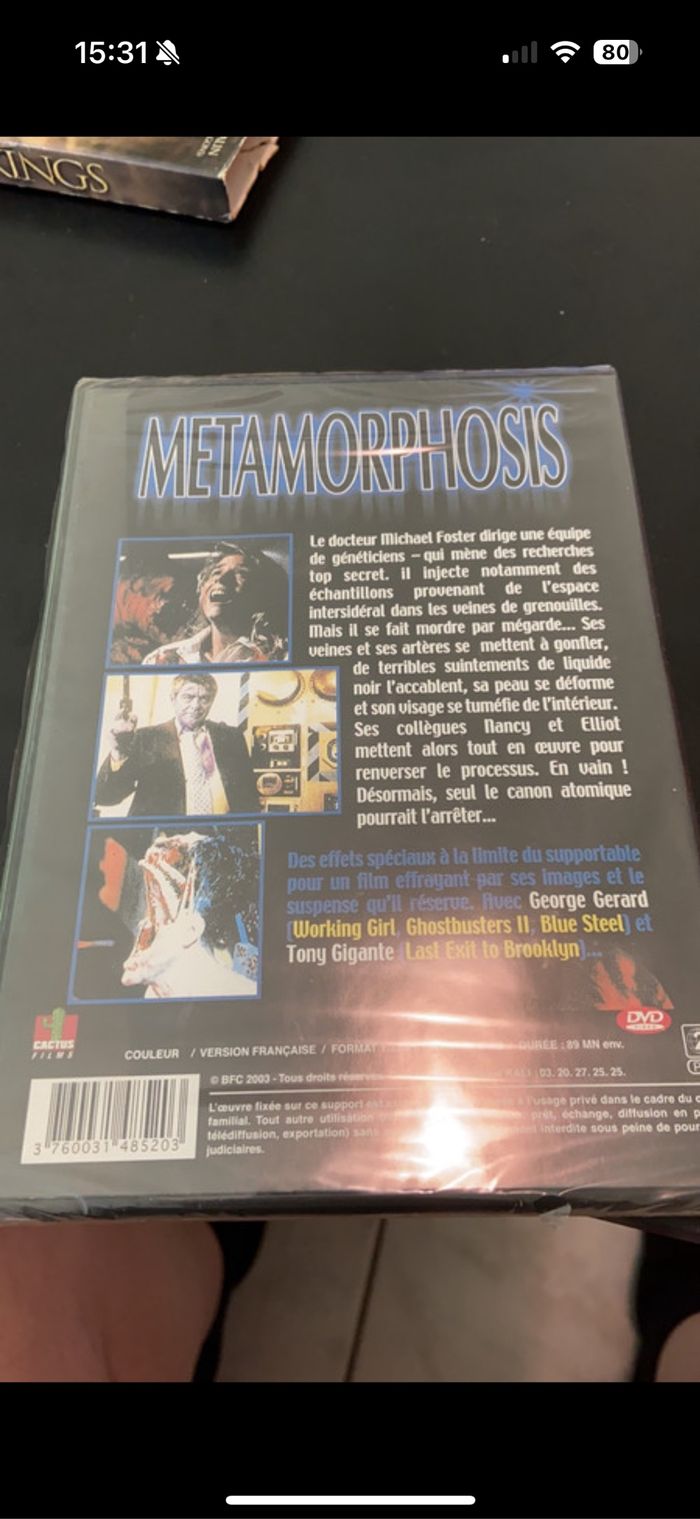 15:31
80
KINGS
METAMORPHOSIS
Le docteur Michael Foster dirige une équipe
de généticiens – qui mène des recherches
top secret. il injecte notamment des
échantillons provenant de l'espace
intersidéral dans les veines de grenouilles.
Mais il se fait mordre par mégarde... Ses
veines et ses artères se mettent à gonfler,
de terribles suintements de liquide
noir l'accablent, sa peau se déforme
et son visage se tuméfie de l'intérieur.
Ses collègues Nancy et Elliot
mettent alors tout en œuvre pour
renverser le processus. En vain !
Désormais, seul le canon atomique
pourrait l'arrêter...
Des effets spéciaux à la limite du supportable
pour un film effrayant par ses images et le
suspense qu'il réserve. Avec George Gerard
(Working Girl, Ghostbusters II, Blue Steel) et
Tony Gigante (Last Exit to Brooklyn)...
CACTUS
FILMS
DVD
VIDEO
COULEUR / VERSION FRANÇAISE / FORMAT DURÉE : 89 MN env.
© BFC 2003 - Tous droits réservés 03. 20. 27. 25. 25.
L'œuvre fixée sur ce support est à l'usage privé dans le cadre du
familial. Tout autre utilisation prêt, échange, diffusion en
télédiffusion, exportation) sans interdite sous peine de
judiciaires.
3 760031 485203